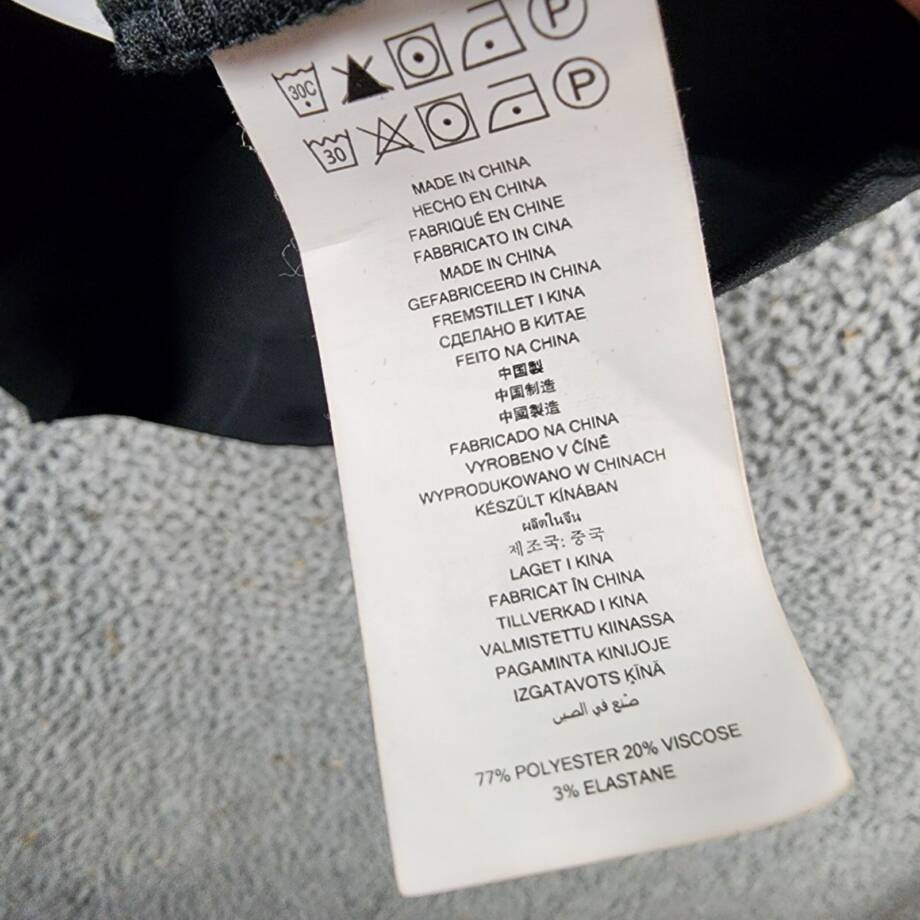 30C P
30 P
MADE IN CHINA
HECHO EN CHINA
FABRIQUÉ EN CHINE
FABBRICATO IN CINA
MADE IN CHINA
GEFABRICEERD IN CHINA
FREMSTILLET I KINA
СДЕЛАНО В КИТАЕ
FEITO NA CHINA
中国製
中国制造
中國製造
FABRICADO NA CHINA
VYROBENO V ČÍNĚ
WYPRODUKOWANO W CHINACH
KÉSZÜLT KÍNÁBAN
ผลิตในจีน
제조국: 중국
LAGET I KINA
FABRICAT ÎN CHINA
TILLVERKAD I KINA
VALMISTETTU KIINASSA
PAGAMINTA KINIJOJE
IZGATAVOTS ĶĪNĀ
صنع في الصين
77% POLYESTER 20% VISCOSE
3% ELASTANE